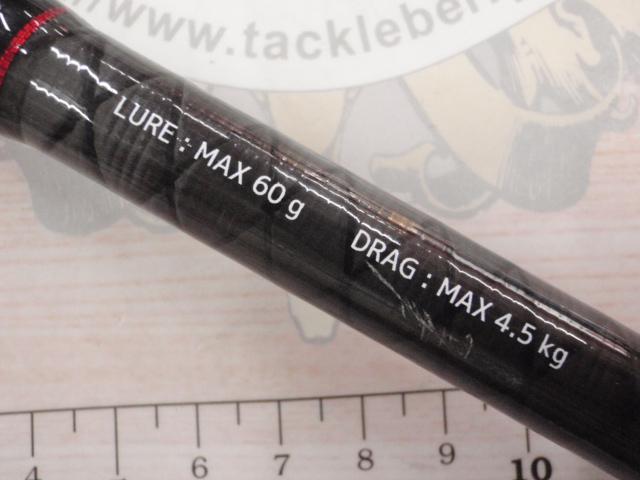 www.tackleber
LURE : MAX 60 g
DRAG : MAX 4.5 kg
4 6 7 8 9 10